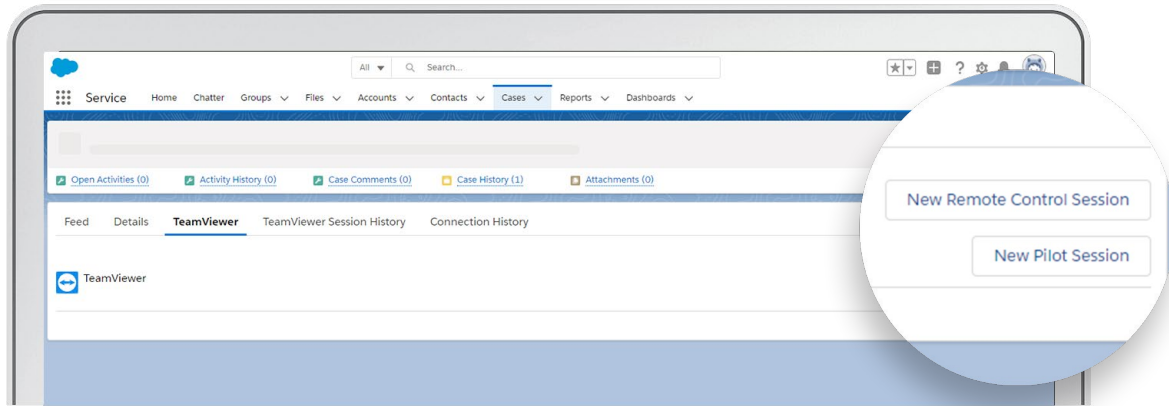 All Search...
Service Home Chatter Groups Files Accounts Contacts Cases Reports Dashboards
Open Activities (0) Activity History (0) Case Comments (0) Case History (1) Attachments (0)
Feed Details TeamViewer TeamViewer Session History Connection History
TeamViewer
New Remote Control Session
New Pilot Session